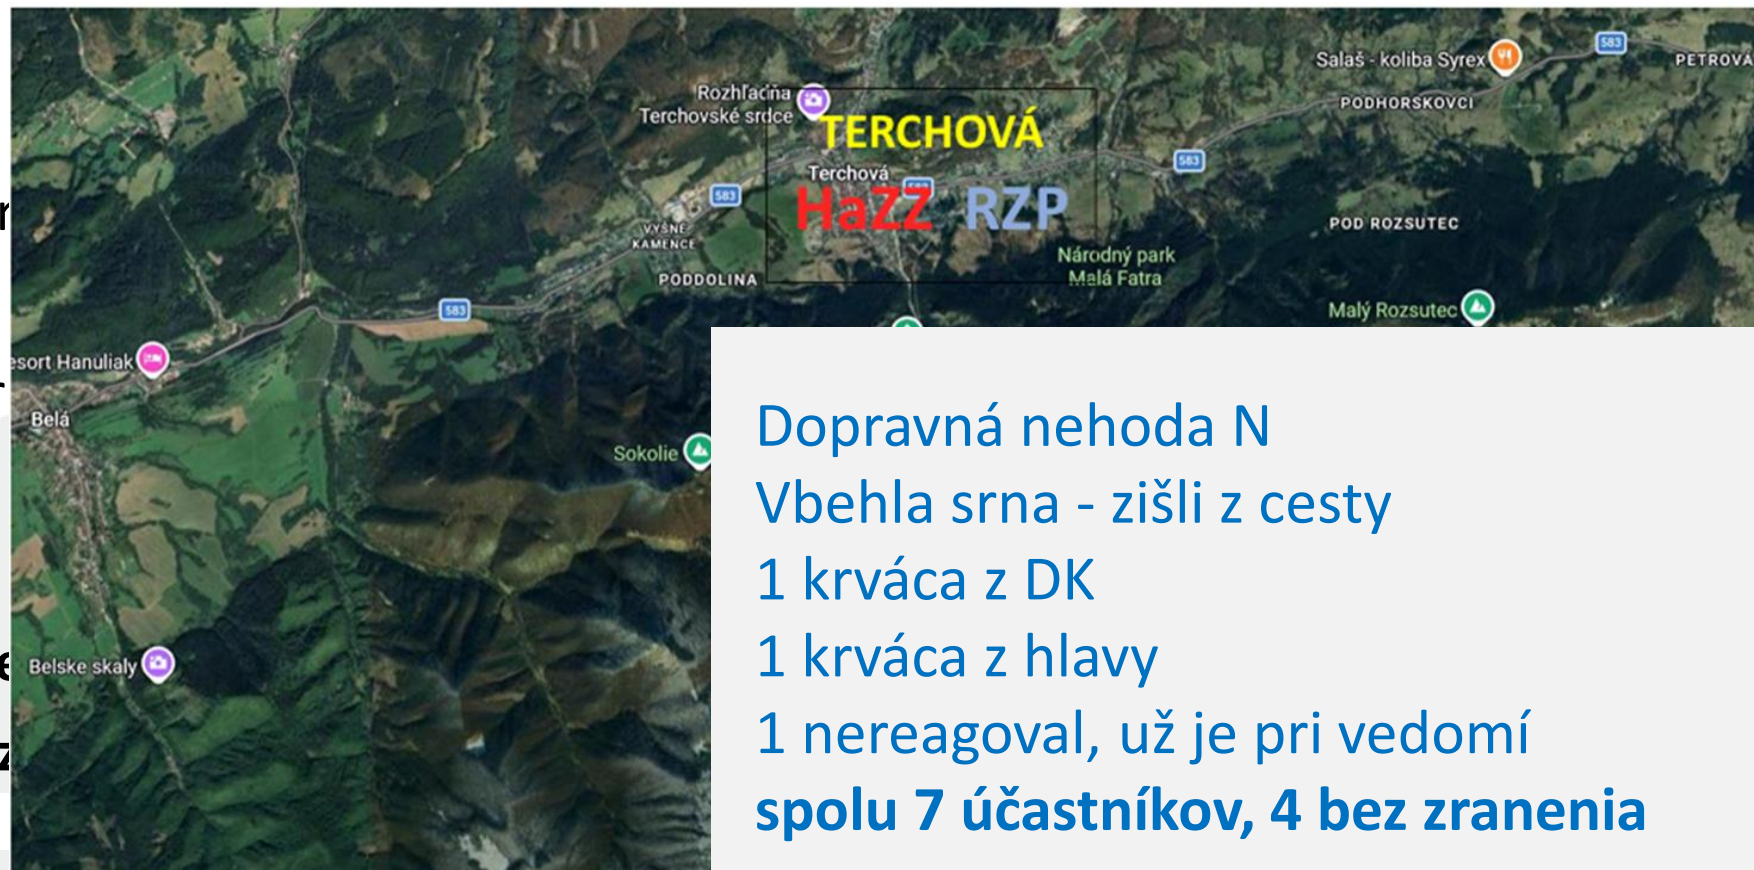 583
Salaš - koliba Syrex
PETROVA
Rozhľadňa
Terchovské srdce
PODHORSKOVCI
TERCHOVÁ
583
Terchová
583
583
HaZZ RZP
VYŠNÉ
KAMENCE
POD ROZSUTEC
Národný park
Malá Fatra
PODDOLINA
583
Malý Rozsutec
esort Hanuliak
Belá
Sokolie
Belske skaly
Dopravná nehoda N
Vbehla srna - zišli z cesty
1 krváca z DK
1 krváca z hlavy
1 nereagoval, už je pri vedomí
spolu 7 účastníkov, 4 bez zranenia